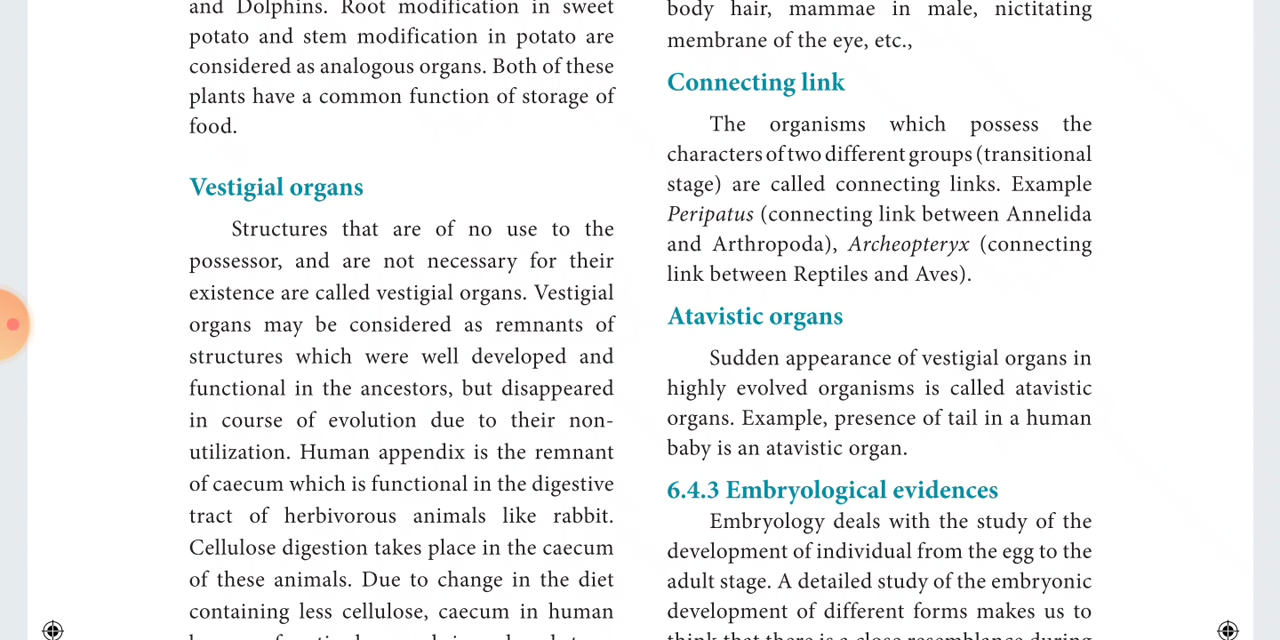 and Dolphins. Root modification in sweet
potato and stem modification in potato are
considered as analogous organs. Both of these
plants have a common function of storage of
food.
Vestigial organs
Structures that are of no use to the
possessor, and are not necessary for their
existence are called vestigial organs. Vestigial
organs may be considered as remnants of
structures which were well developed and
functional in the ancestors, but disappeared
in course of evolution due to their non-
utilization. Human appendix is the remnant
of caecum which is functional in the digestive
tract of herbivorous animals like rabbit.
Cellulose digestion takes place in the caecum
of these animals. Due to change in the diet
containing less cellulose, caecum in human
body hair, mammae in male, nictitating
membrane of the eye, etc.,
Connecting link
The organisms which possess the
characters of two different groups (transitional
stage) are called connecting links. Example
Peripatus (connecting link between Annelida
and Arthropoda), Archeopteryx (connecting
link between Reptiles and Aves).
Atavistic organs
Sudden appearance of vestigial organs in
highly evolved organisms is called atavistic
organs. Example, presence of tail in a human
baby is an atavistic organ.
6.4.3 Embryological evidences
Embryology deals with the study of the
development of individual from the egg to the
adult stage. A detailed study of the embryonic
development of different forms makes us to
think that there is a close resemblance during